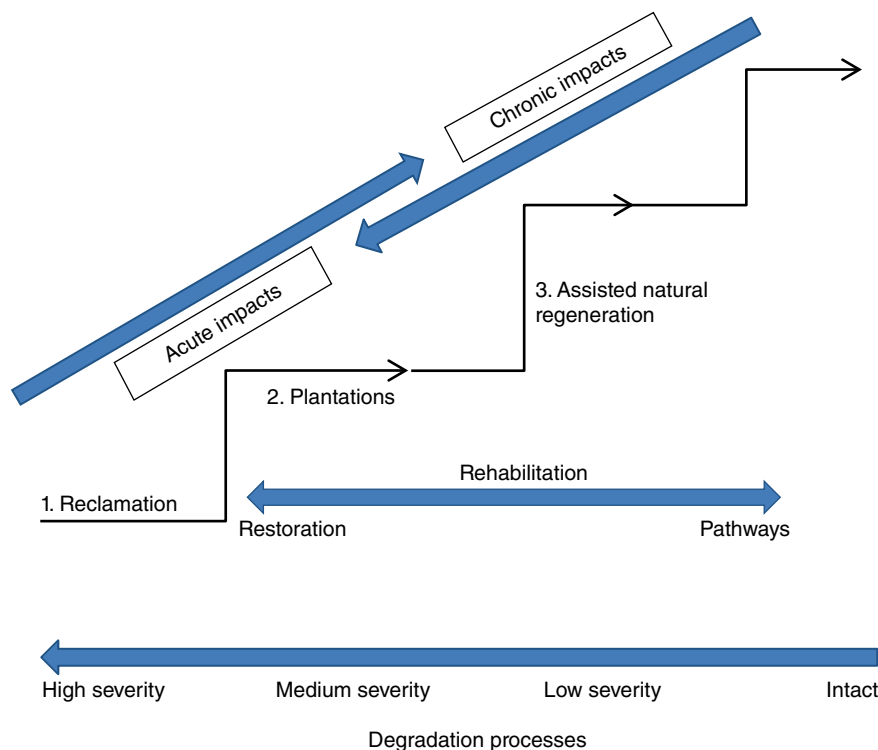 Chronic impacts
Acute impacts
3. Assisted natural
regeneration
2. Plantations
Rehabilitation
1. Reclamation
Restoration
Pathways
High severity
Medium severity
Low severity
Intact
Degradation processes